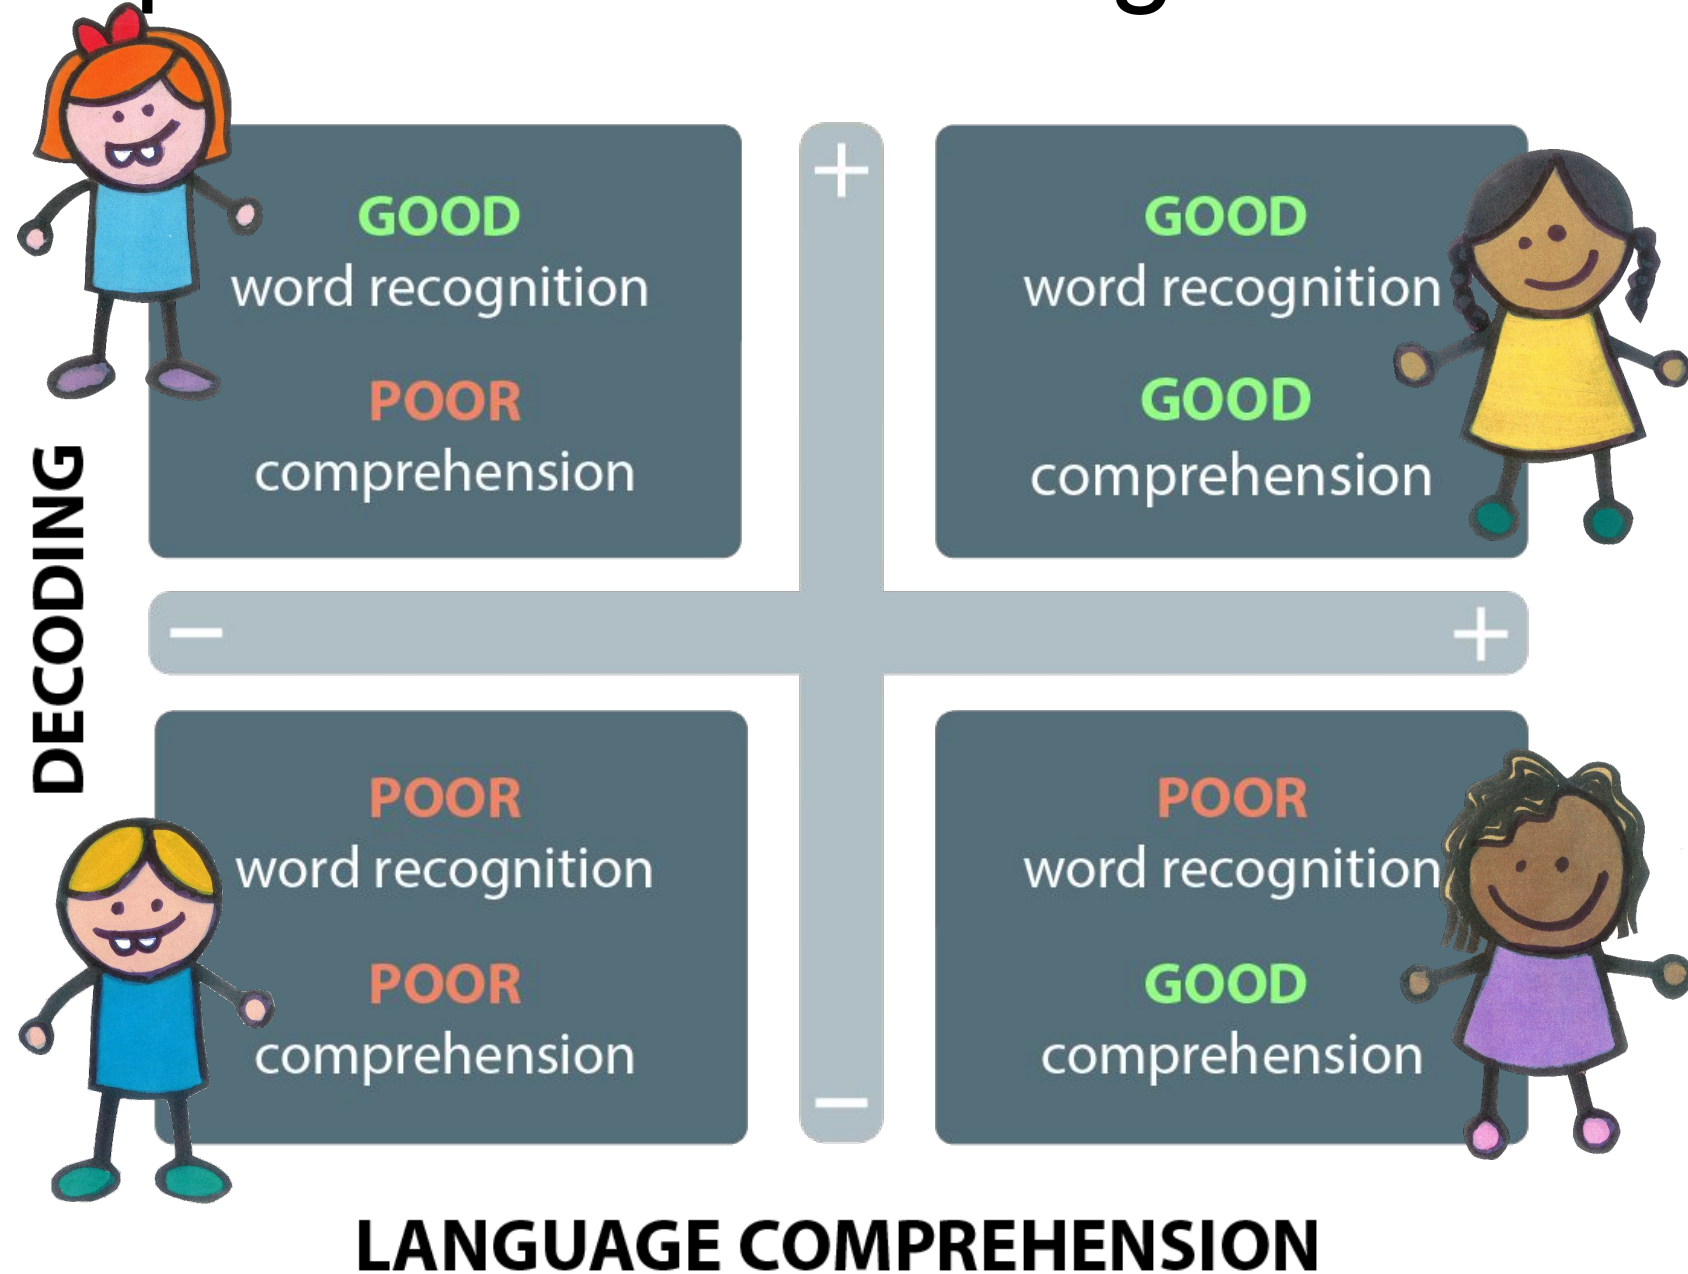 GOOD
word recognition
POOR
comprehension
+
GOOD
word recognition
GOOD
comprehension
DECODING
−
+
POOR
word recognition
POOR
comprehension
−
POOR
word recognition
GOOD
comprehension
LANGUAGE COMPREHENSION